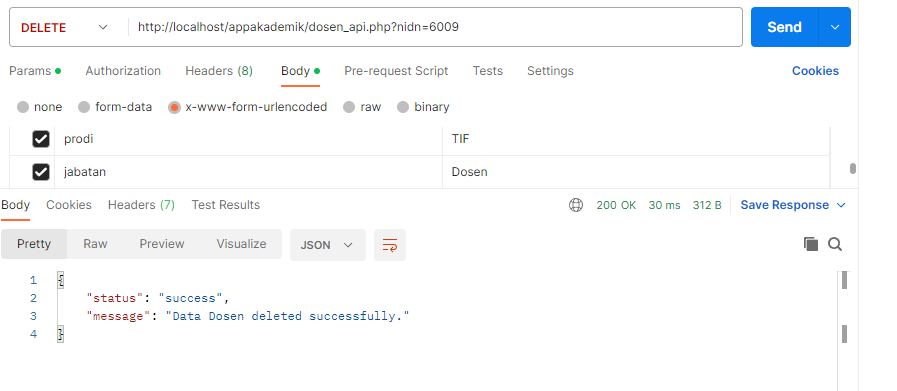 DELETE http://localhost/appakademik/dosen_api.php?nidn=6009 Send
Params Authorization Headers (8) Body Pre-request Script Tests Settings Cookies
none form-data x-www-form-urlencoded raw binary
prodi TIF
jabatan Dosen
Body Cookies Headers (7) Test Results 200 OK 30 ms 312 B Save Response
Pretty Raw Preview Visualize JSON
1 {
2 "status": "success",
3 "message": "Data Dosen deleted successfully."
4 }